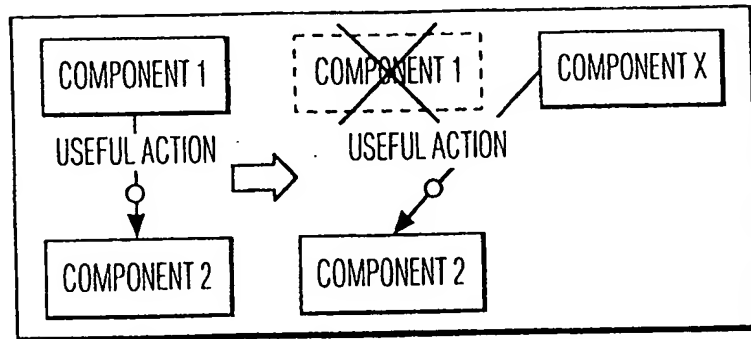 COMPONENT 1
USEFUL ACTION
COMPONENT 2
COMPONENT 1
COMPONENT X
USEFUL ACTION
COMPONENT 2